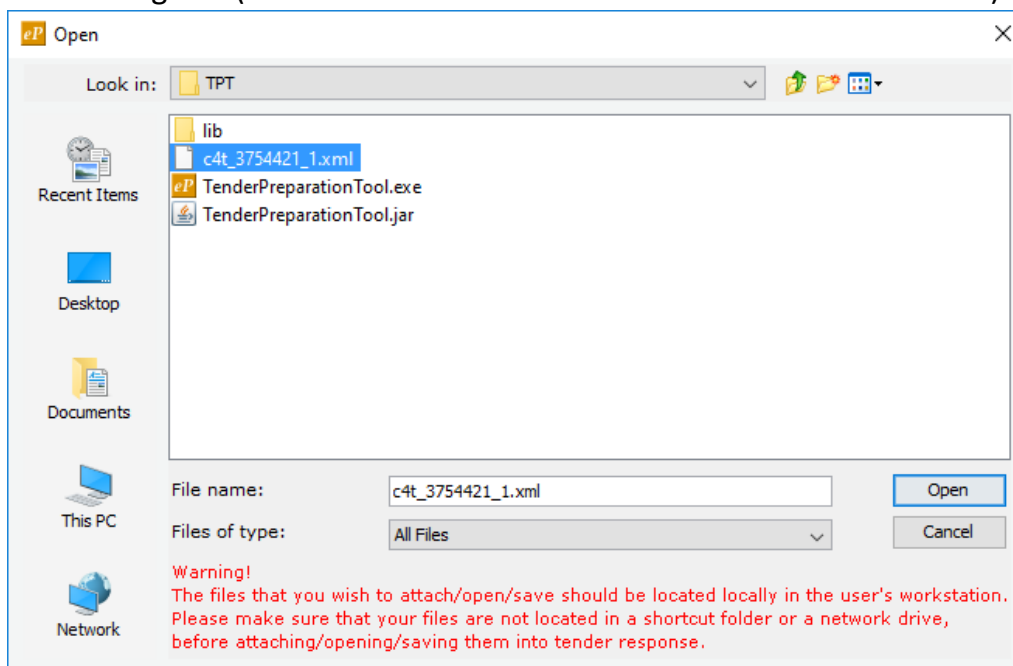 eP Open
Look in: TPT
lib
c4t_3754421_1.xml
eP TenderPreparationTool.exe
TenderPreparationTool.jar
Recent Items
Desktop
Documents
This PC
Network
File name: c4t_3754421_1.xml Open
Files of type: All Files Cancel
Warning!
The files that you wish to attach/open/save should be located locally in the user's workstation.
Please make sure that your files are not located in a shortcut folder or a network drive,
before attaching/opening/saving them into tender response.